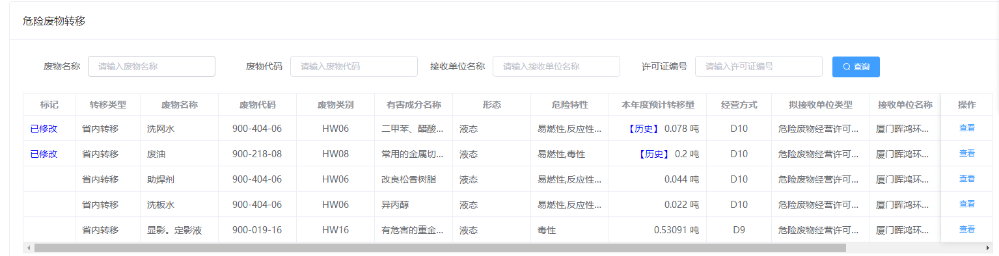 危险废物转移
废物名称 请输入废物名称 废物代码 请输入废物代码 接收单位名称 请输入接收单位名称 许可证编号 请输入许可证编号 查询
标记 转移类型 废物名称 废物代码 废物类别 有害成分名称 形态 危险特性 本年度预计转移量 经营方式 拟接收单位类型 接收单位名称 操作
已修改 省内转移 洗网水 900-404-06 HW06 二甲苯、醋酸... 液态 易燃性,反应性... 【历史】 0.078 吨 D10 危险废物经营许可... 厦门晖鸿环... 查看
已修改 省内转移 废油 900-218-08 HW08 常用的金属切... 液态 易燃性,毒性 【历史】 0.2 吨 D10 危险废物经营许可... 厦门晖鸿环... 查看
省内转移 助焊剂 900-404-06 HW06 改良松香树脂 液态 易燃性,反应性... 0.044 吨 D10 危险废物经营许可... 厦门晖鸿环... 查看
省内转移 洗板水 900-404-06 HW06 异丙醇 液态 易燃性,反应性... 0.022 吨 D10 危险废物经营许可... 厦门晖鸿环... 查看
省内转移 显影。定影液 900-019-16 HW16 有危害的重金... 液态 毒性 0.53091 吨 D9 危险废物经营许可... 厦门晖鸿环... 查看